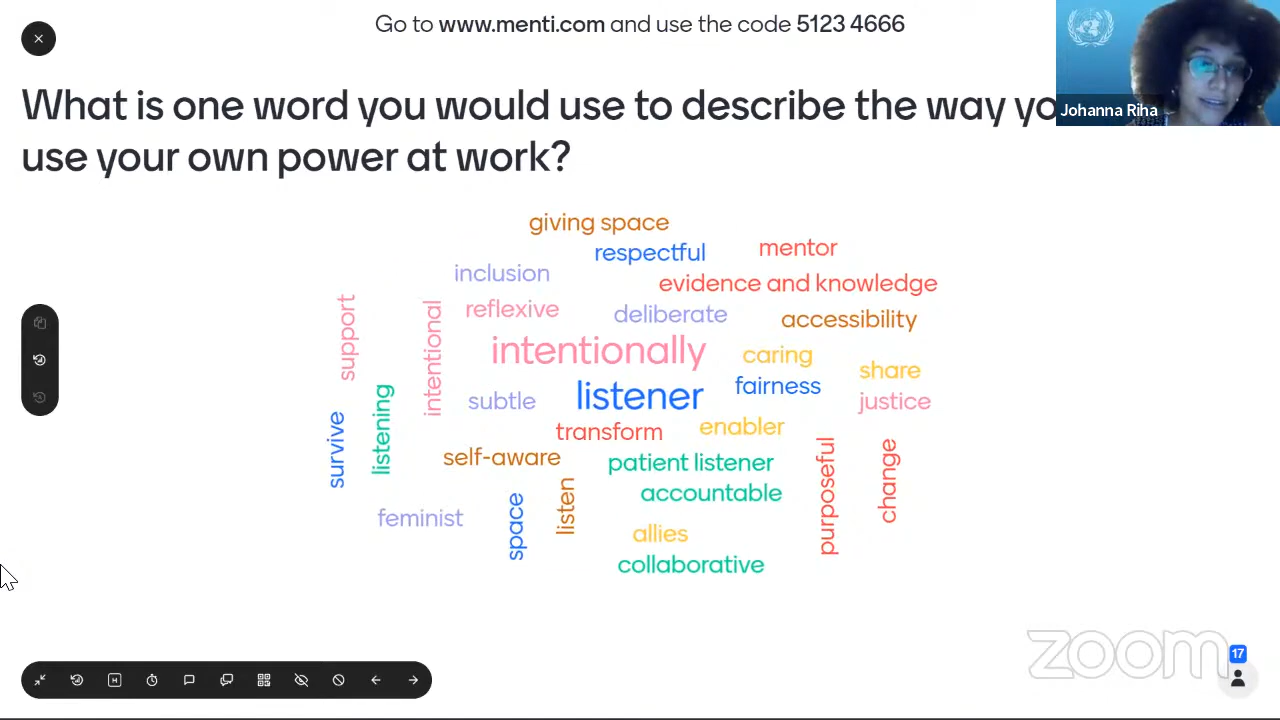 Go to www.menti.com and use the code 5123 4666
What is one word you would use to describe the way yo
use your own power at work?
Johanna Riha
giving space
respectful
mentor
inclusion
evidence and knowledge
support
intentional
reflexive
deliberate
accessibility
intentionally
caring
share
survive
listening
subtle
listener
fairness
justice
transform
enabler
self-aware
patient listener
purposeful
change
accountable
feminist
space
listen
allies
collaborative
zoom
17
H